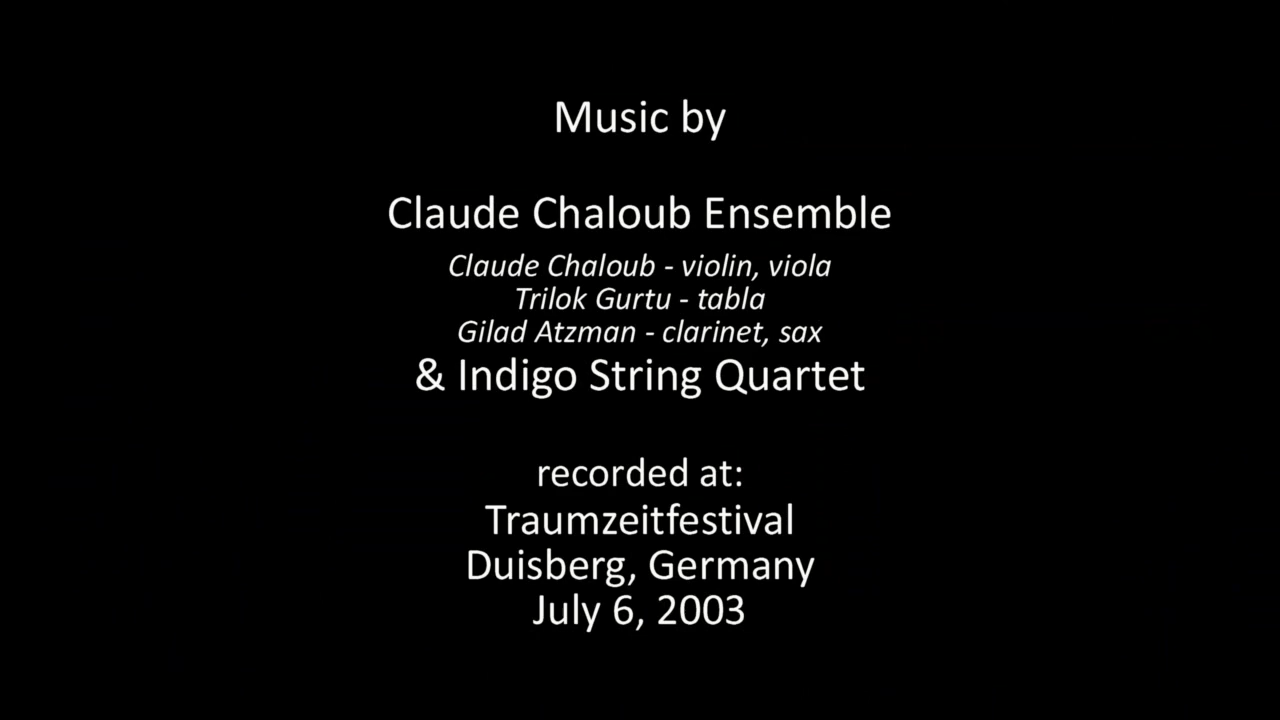 Music by
Claude Chaloub Ensemble
Claude Chaloub - violin, viola
Trilok Gurtu - tabla
Gilad Atzman - clarinet, sax
& Indigo String Quartet
recorded at:
Traumzeitfestival
Duisberg, Germany
July 6, 2003